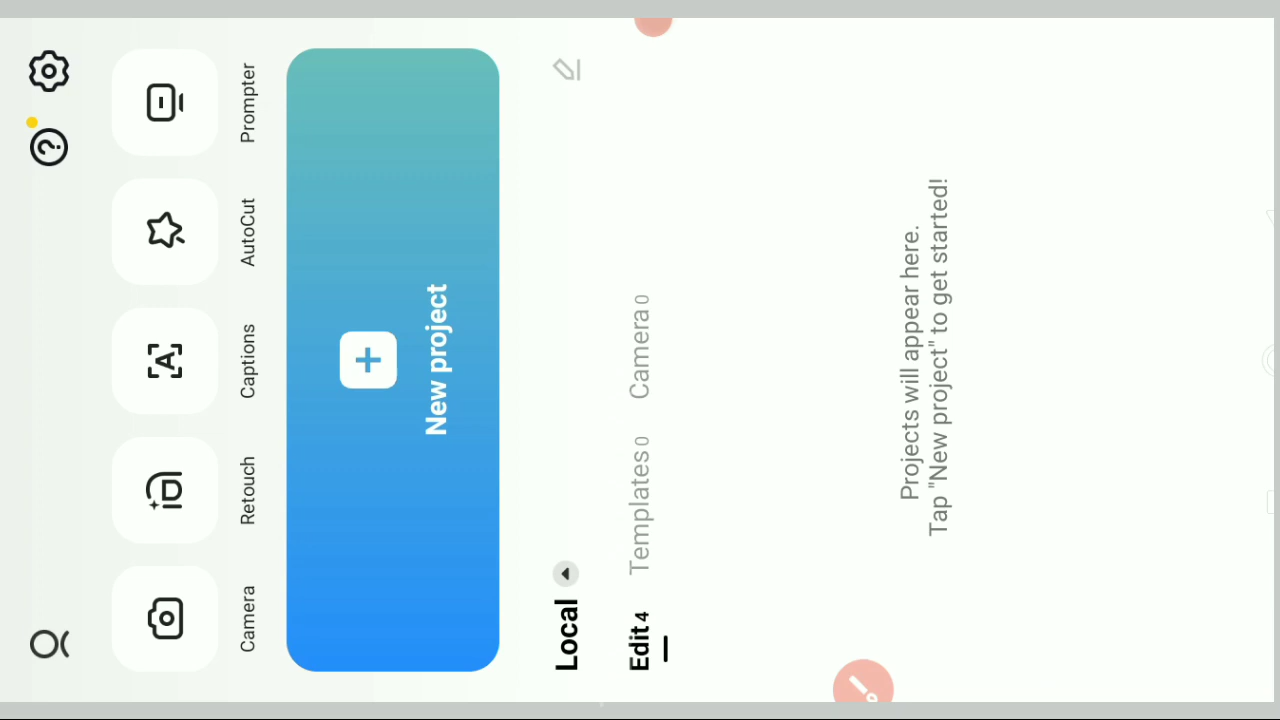 Camera
Retouch
Captions
AutoCut
Prompter
New project
Local
Edit 4
Templates 0
Camera 0
Projects will appear here.
Tap "New project" to get started!